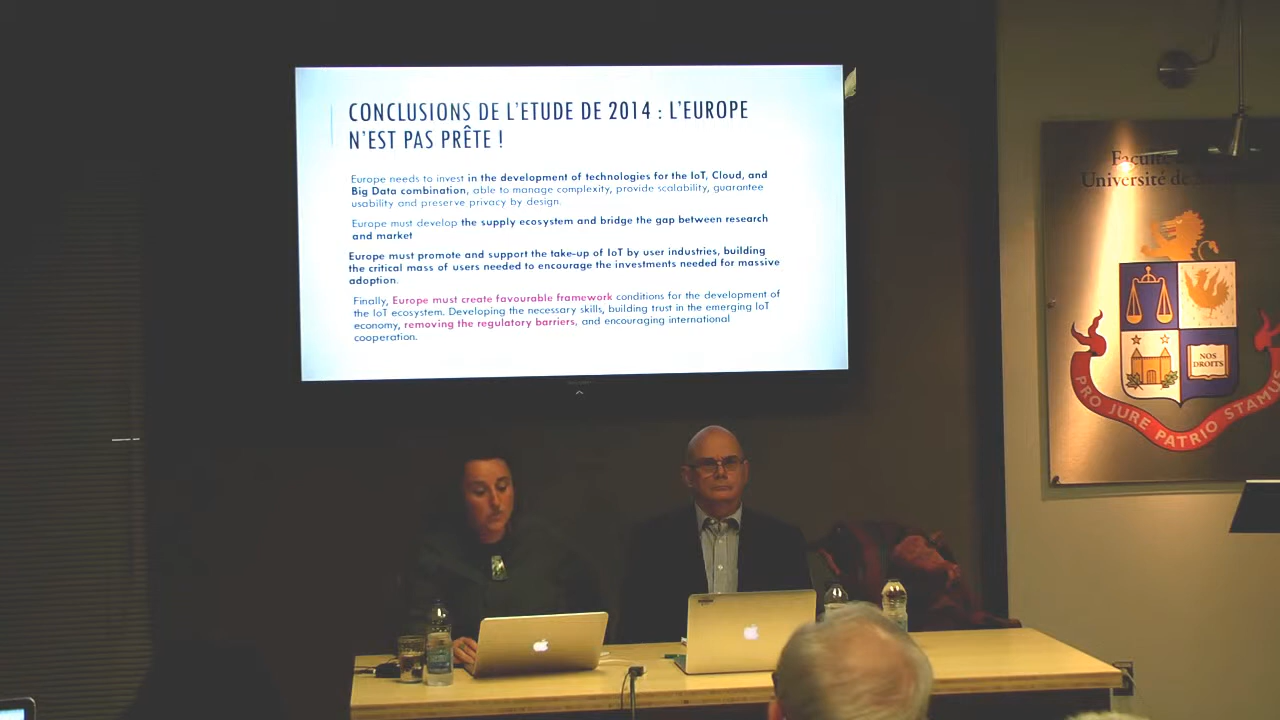 CONCLUSIONS DE L'ETUDE DE 2014 : L'EUROPE
N'EST PAS PRÊTE !
Europe needs to invest in the development of technologies for the IoT, Cloud, and
Big Data combination, able to manage complexity, provide scalability, guarantee
usability and preserve privacy by design.
Europe must develop the supply ecosystem and bridge the gap between research
and market
Europe must promote and support the take-up of IoT by user industries, building
the critical mass of users needed to encourage the investments needed for massive
adoption.
Finally, Europe must create favourable framework conditions for the development of
the IoT ecosystem. Developing the necessary skills, building trust in the emerging IoT
economy, removing the regulatory barriers, and encouraging international
cooperation.
Faculté
Université de
NOS
DROITS
PRO JURE PATRIO STAMUS